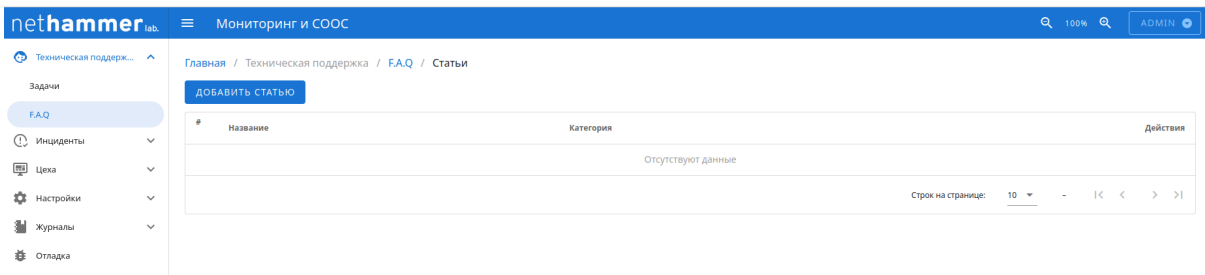 nethammer lab.
Мониторинг и СООС
100%
ADMIN
Техническая поддерж...
Задачи
F.A.Q
Инциденты
Цеха
Настройки
Журналы
Отладка
Главная / Техническая поддержка / F.A.Q / Статьи
ДОБАВИТЬ СТАТЬЮ
# Название Категория Действия
Отсутствуют данные
Строк на странице: 10 –